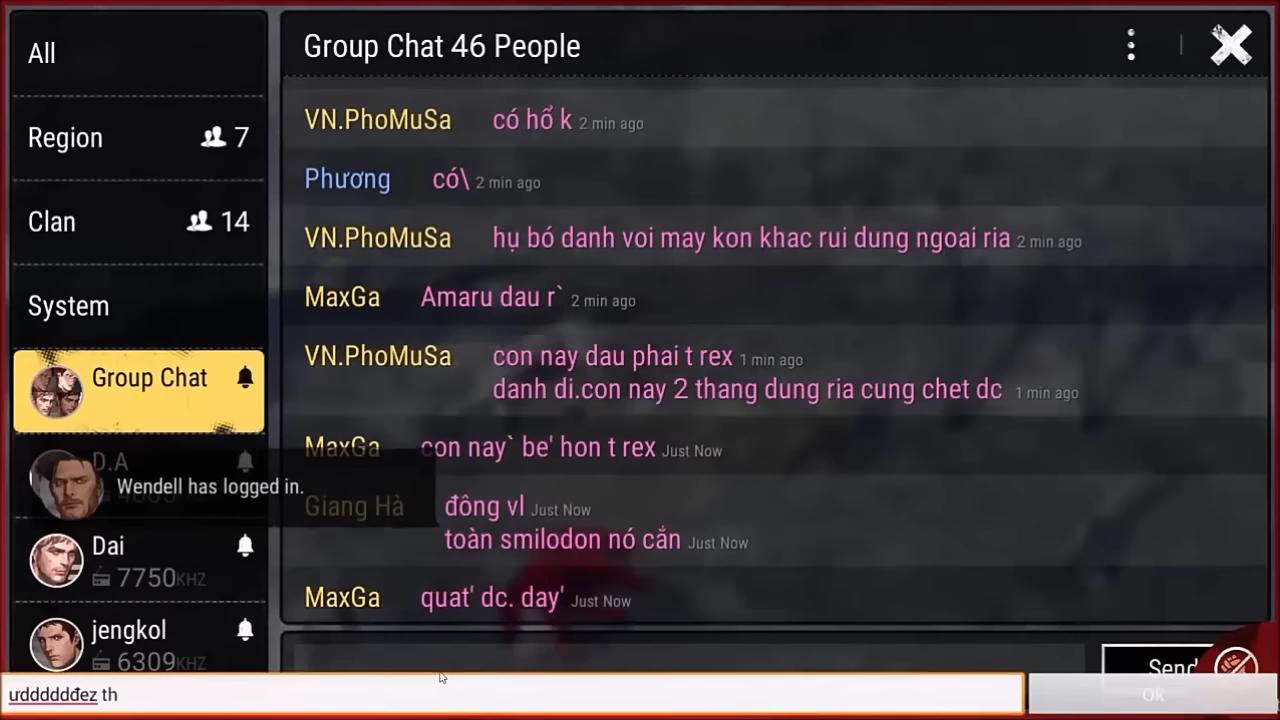 All
Region 7
Clan 14
System
Group Chat
D.A
Wendell has logged in.
Dai
7750KHZ
jengkol
6309KHZ
Group Chat 46 People
VN.PhoMuSa có hổ k 2 min ago
Phương có\ 2 min ago
VN.PhoMuSa hụ bó danh voi may kon khac rui dung ngoai ria 2 min ago
MaxGa Amaru dau r` 2 min ago
VN.PhoMuSa con nay dau phai t rex 1 min ago
danh di.con nay 2 thang dung ria cung chet dc 1 min ago
MaxGa con nay` be' hon t rex Just Now
Giang Hà đông vl Just Now
toàn smilodon nó cắn Just Now
MaxGa quat' dc. day' Just Now
Send
ưddddddđez th
Ok